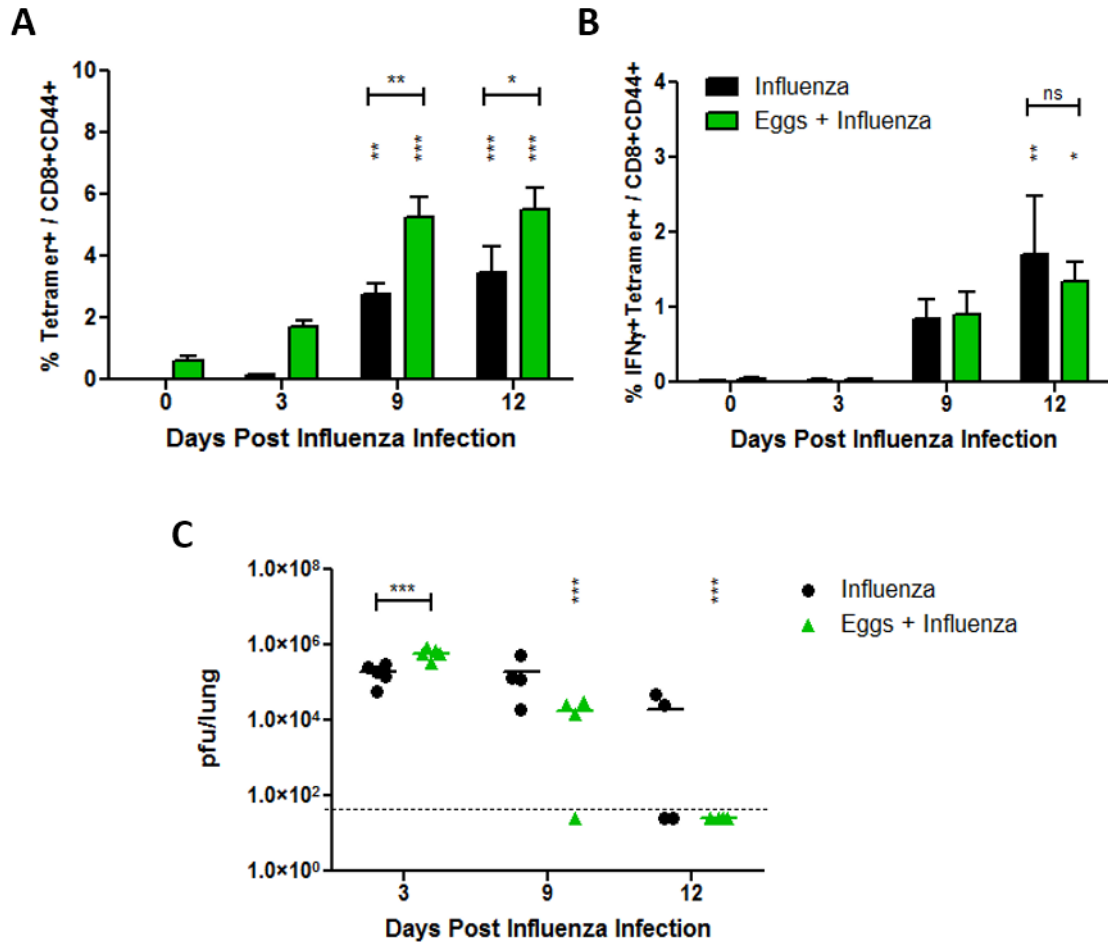 A
% Tetramer+ / CD8+CD44+
10
8
6
4
2
0
**
*
**
***
***
***
0 3 9 12
Days Post Influenza Infection
B
% IFNγ+Tetramer+ / CD8+CD44+
4
3
2
1
0
Influenza
Eggs + Influenza
ns
**
*
0 3 9 12
Days Post Influenza Infection
C
pfu/lung
1.0×10⁸
1.0×10⁶
1.0×10⁴
1.0×10²
1.0×10⁰
***
***
***
Influenza
Eggs + Influenza
3 9 12
Days Post Influenza Infection